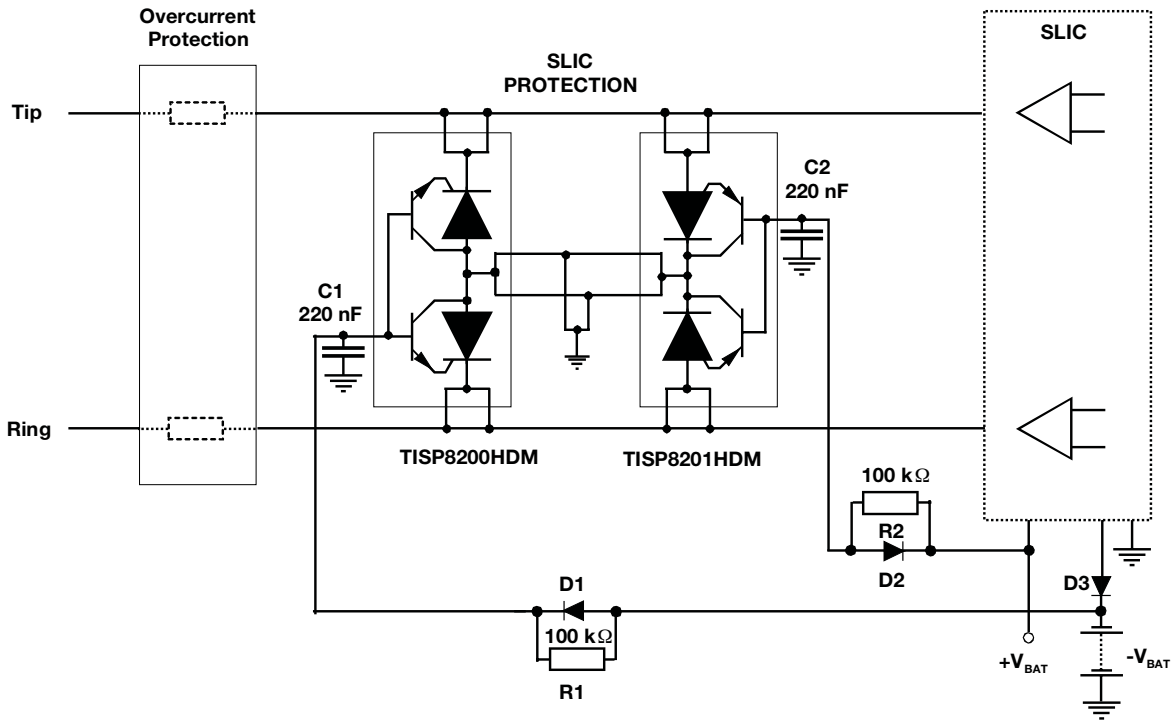 Overcurrent
Protection
SLIC
SLIC
PROTECTION
Tip
C2
220 nF
C1
220 nF
Ring
TISP8200HDM
TISP8201HDM
100 kΩ
R2
D2
D1
D3
100 kΩ
R1
+VBAT
-VBAT